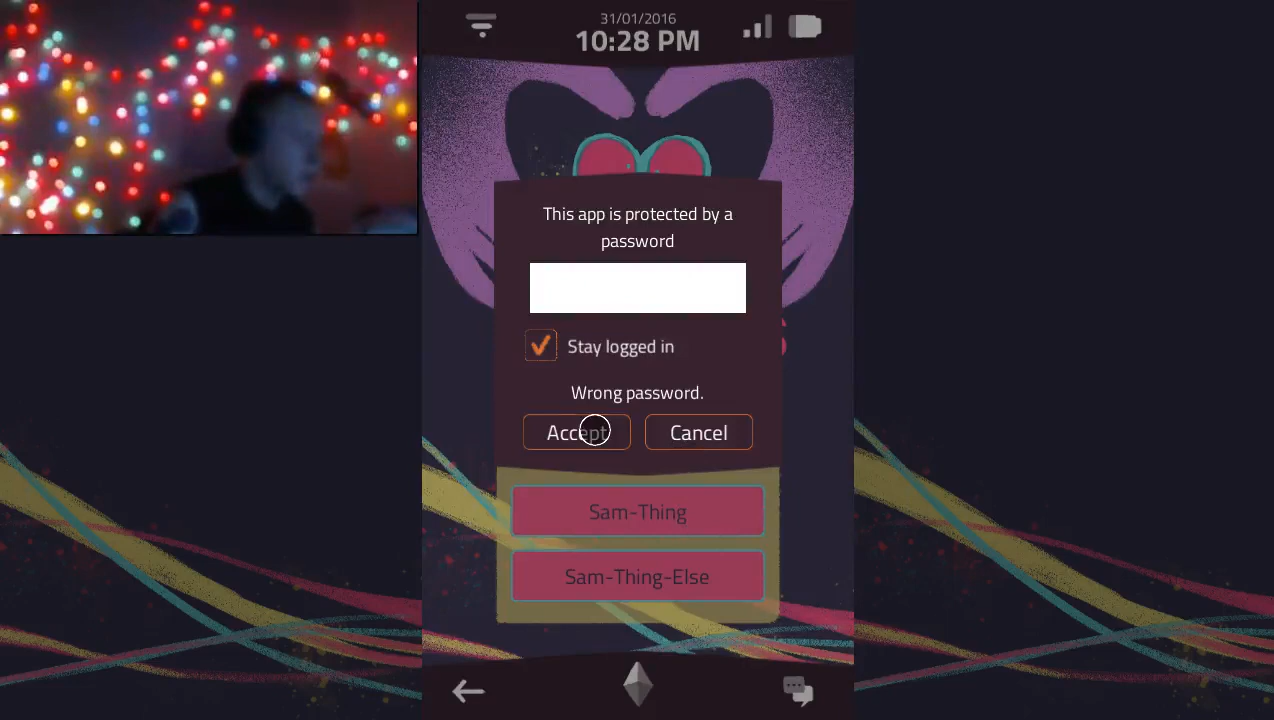 31/01/2016
10:28 PM
This app is protected by a
password
Stay logged in
Wrong password.
Accept
Cancel
Sam-Thing
Sam-Thing-Else